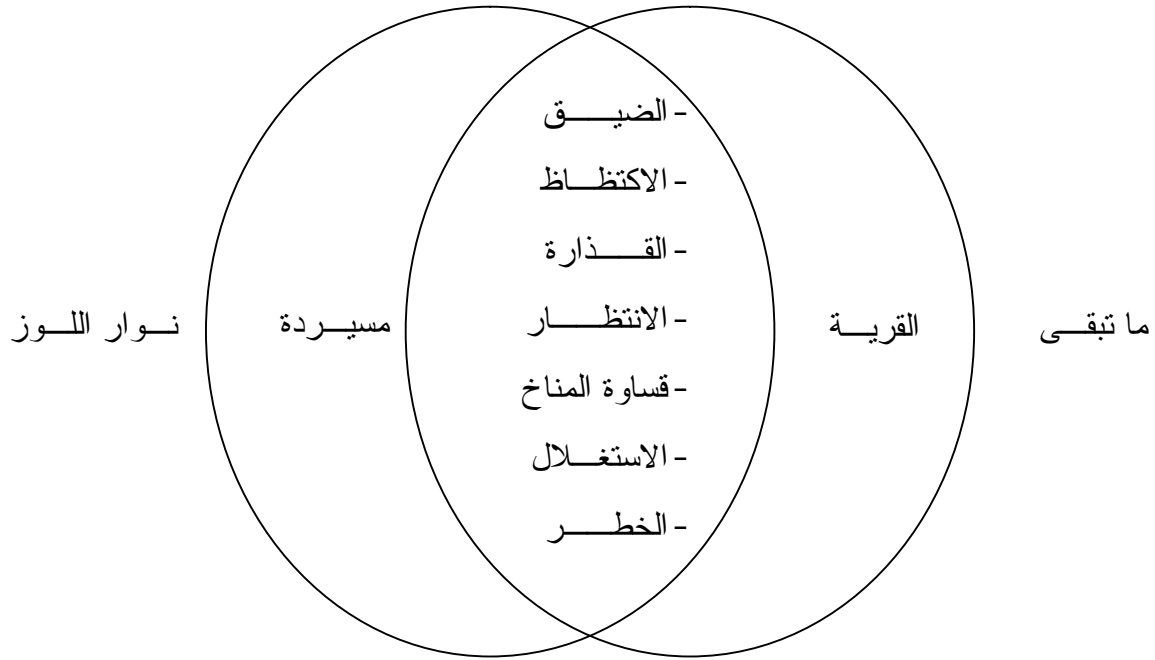 - الضيق
- الاكتظاظ
- القذارة
ما تبقى القرية - الانتظار مسيردة نوار اللوز
- قساوة المناخ
- الاستغلال
- الخطر